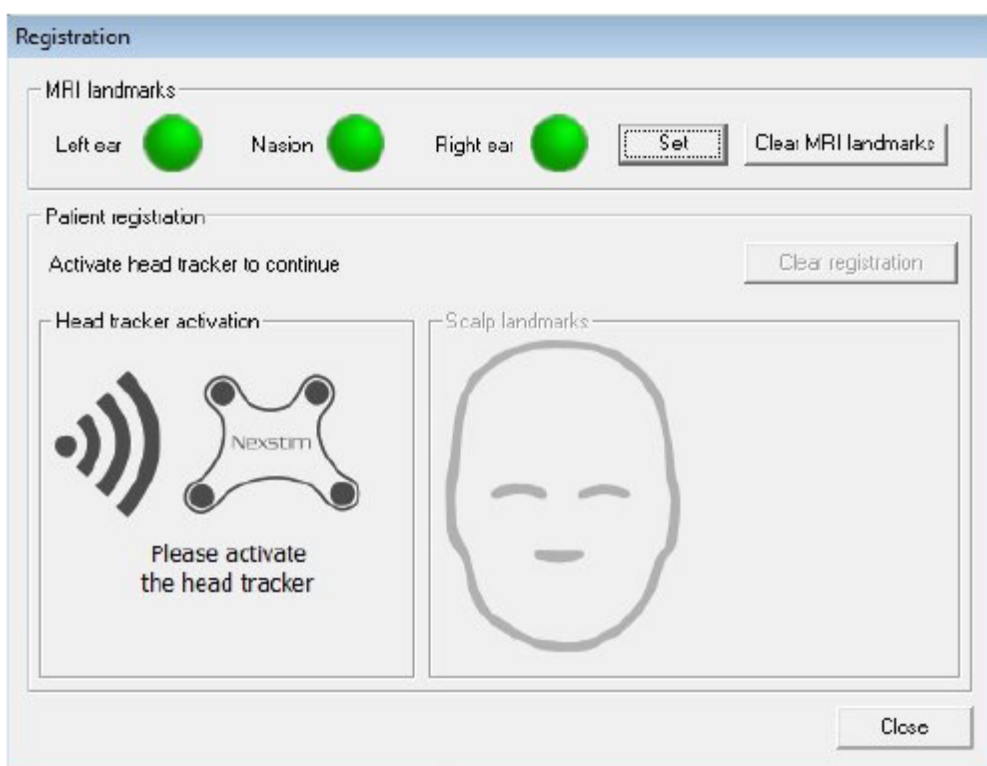 Registration
MRI landmarks
Left ear Nasion Right ear Set Clear MRI landmarks
Patient registration
Activate head tracker to continue Clear registration
Head tracker activation Scalp landmarks
Nexstim
Please activate
the head tracker
Close